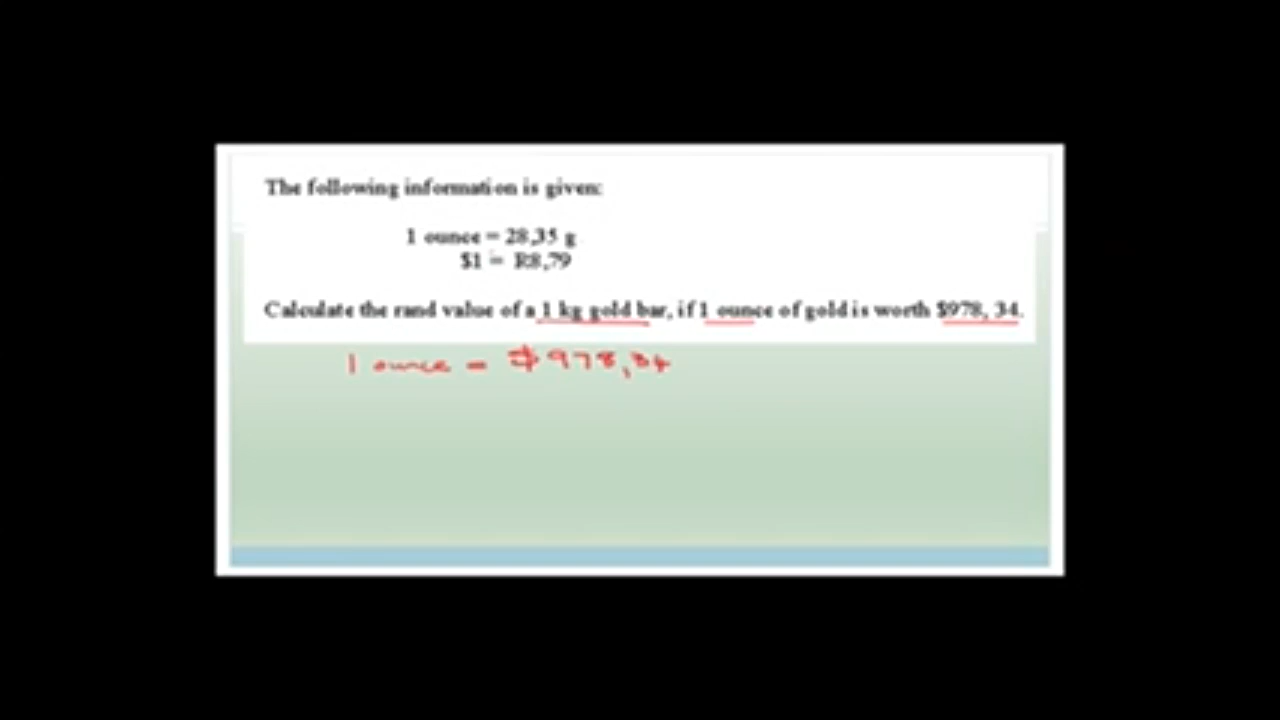 The following information is given:
1 ounce = 28,35 g
$1 = R8,79
Calculate the rand value of a 1 kg gold bar, if 1 ounce of gold is worth $978, 34.
1 ounce = $978,34